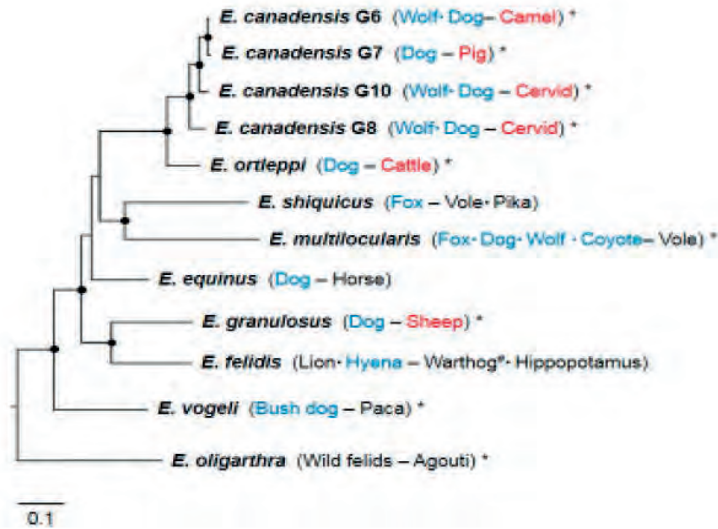 E. canadensis G6 (Wolf· Dog– Camel) *
E. canadensis G7 (Dog – Pig) *
E. canadensis G10 (Wolf· Dog – Cervid) *
E. canadensis G8 (Wolf· Dog – Cervid) *
E. ortleppi (Dog – Cattle) *
E. shiquicus (Fox – Vole· Pika)
E. multilocularis (Fox· Dog· Wolf · Coyote– Vole) *
E. equinus (Dog – Horse)
E. granulosus (Dog – Sheep) *
E. felidis (Lion· Hyena – Warthog#· Hippopotamus)
E. vogeli (Bush dog – Paca) *
E. oligarthra (Wild felids – Agouti) *
0.1